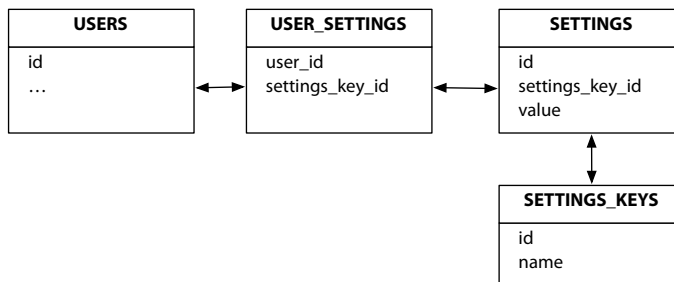 USERS
id
…
USER_SETTINGS
user_id
settings_key_id
SETTINGS
id
settings_key_id
value
SETTINGS_KEYS
id
name